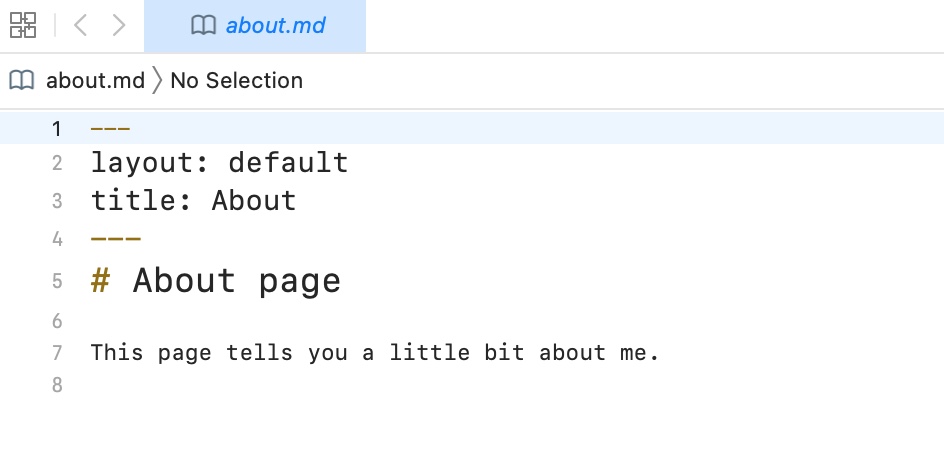 about.md
about.md No Selection
1 ---
2 layout: default
3 title: About
4 ---
5 # About page
6
7 This page tells you a little bit about me.
8